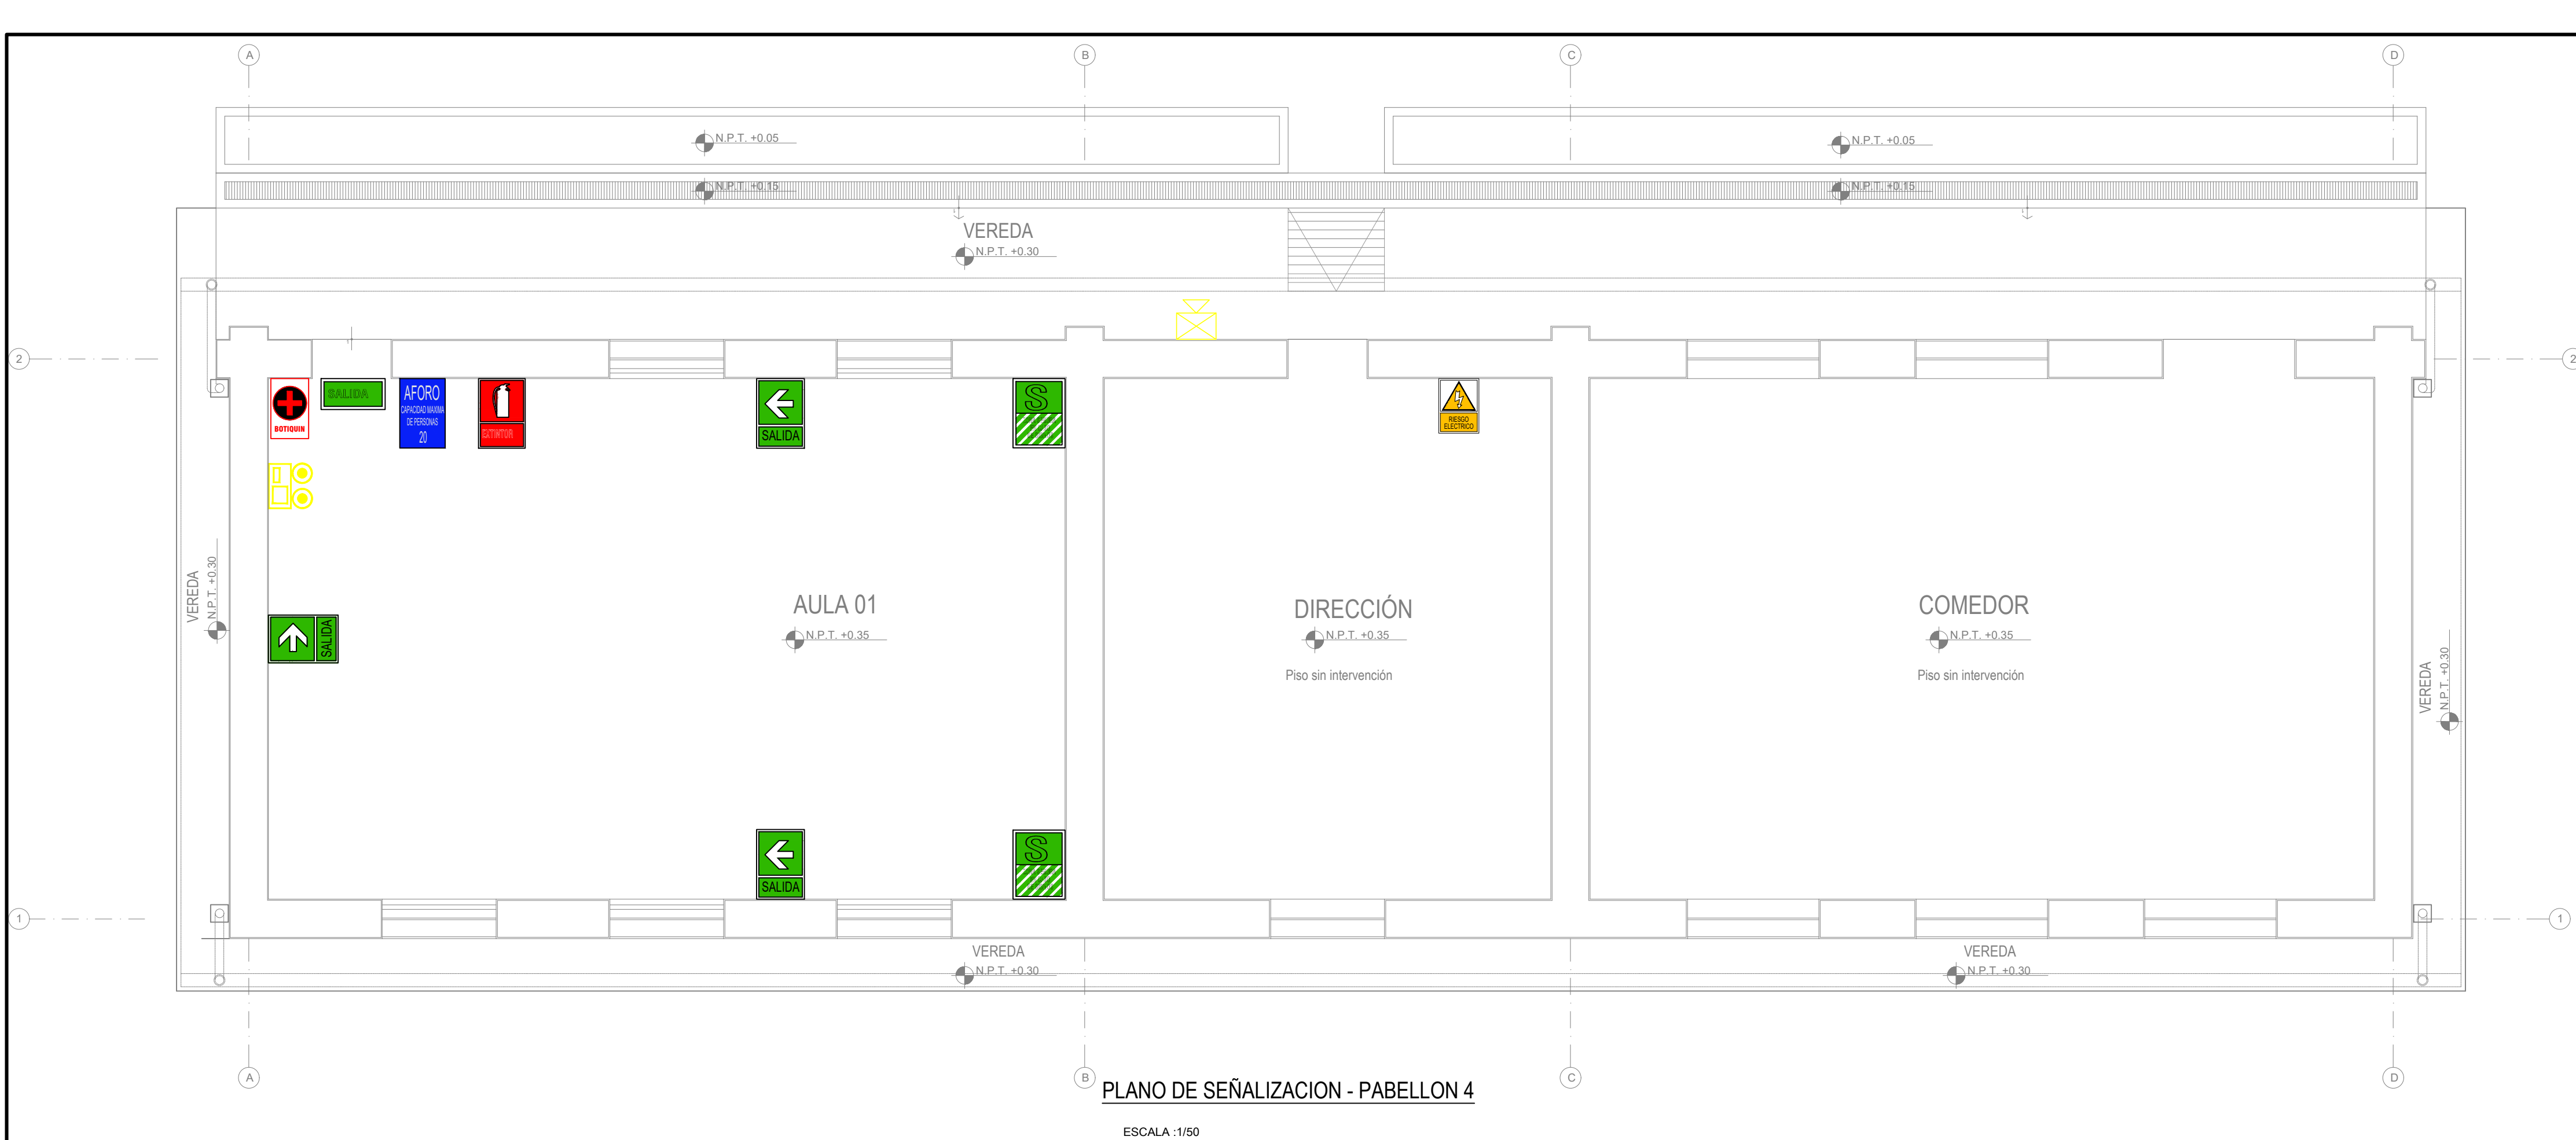 A B C D
N.P.T. +0.05 N.P.T. +0.05
N.P.T. +0.15 N.P.T. +0.15
VEREDA
N.P.T. +0.30
2 2
BOTIQUIN
SALIDA
AFORO
CAPACIDAD MAXIMA
DE PERSONAS
20
EXTINTOR
SALIDA
S
RIESGO
ELECTRICO
VEREDA
N.P.T. +0.30
SALIDA
AULA 01
N.P.T. +0.35
DIRECCIÓN
N.P.T. +0.35
Piso sin intervención
COMEDOR
N.P.T. +0.35
Piso sin intervención
VEREDA
N.P.T. +0.30
SALIDA
S
1 1
VEREDA
N.P.T. +0.30
VEREDA
N.P.T. +0.30
A B C D
PLANO DE SEÑALIZACION - PABELLON 4
ESCALA :1/50